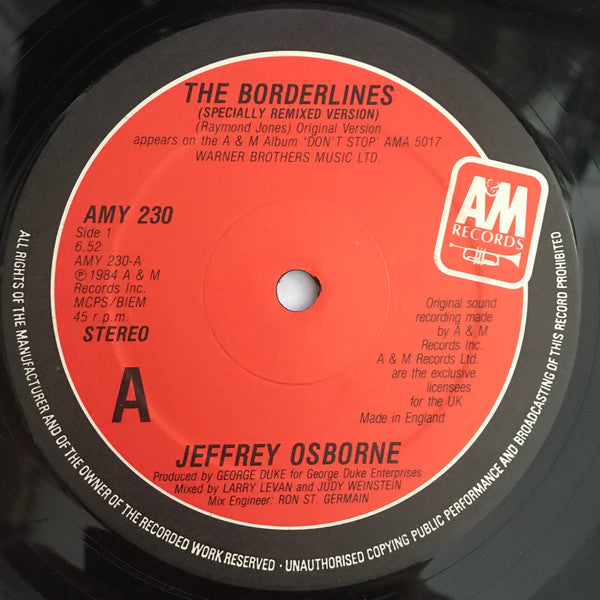 THE BORDERLINES
(SPECIALLY REMIXED VERSION)
(Raymond Jones) Original Version
appears on the A & M Album 'DON'T STOP' AMA 5017
WARNER BROTHERS MUSIC LTD.
A&M
RECORDS
AMY 230
Side 1
6.52
AMY 230-A
℗ 1984 A & M
Records Inc.
MCPS/BIEM
45 r.p.m.
STEREO
A
Original sound
recording made
by A & M
Records Inc.
A & M Records Ltd.
are the exclusive
licensees
for the UK
Made in England
JEFFREY OSBORNE
Produced by GEORGE DUKE for George Duke Enterprises
Mixed by LARRY LEVAN and JUDY WEINSTEIN
Mix Engineer: RON ST. GERMAIN
ALL RIGHTS OF THE MANUFACTURER AND OF THE OWNER OF THE RECORDED WORK RESERVED · UNAUTHORISED COPYING PUBLIC PERFORMANCE AND BROADCASTING OF THIS RECORD PROHIBITED